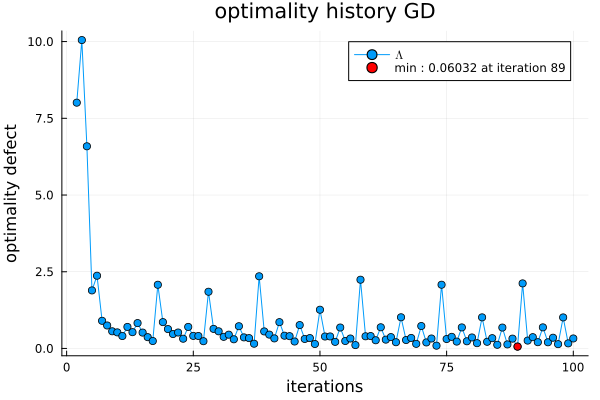 optimality history GD
Λ
min : 0.06032 at iteration 89
optimality defect
10.0
7.5
5.0
2.5
0.0
0 25 50 75 100
iterations